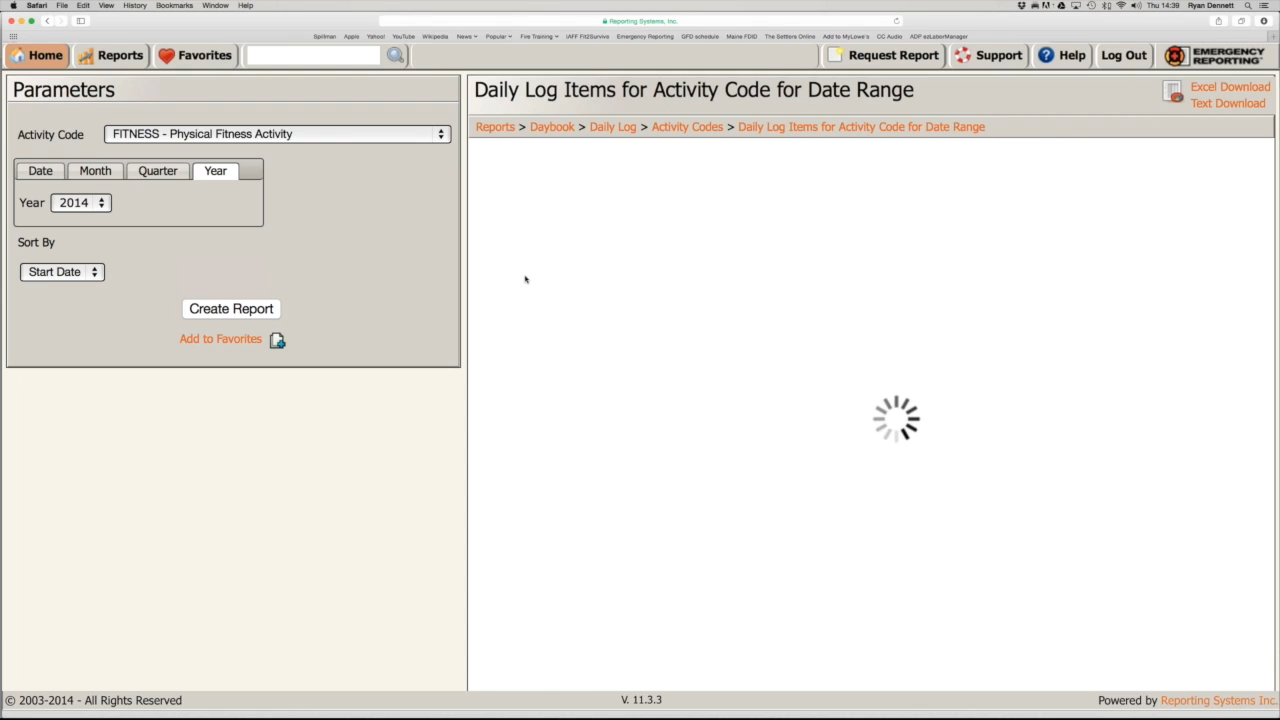 Safari File Edit View History Bookmarks Window Help Thu 14:39 Ryan Dennett
Reporting Systems, Inc.
Spillman Apple Yahoo! YouTube Wikipedia News Popular Fire Training IAFF Fit2Survive Emergency Reporting GFD schedule Maine FDID The Settlers Online Add to MyLowe's CC Audio ADP ezLaborManager
Home Reports Favorites Request Report Support Help Log Out EMERGENCY REPORTING
Parameters
Activity Code FITNESS - Physical Fitness Activity
Date Month Quarter Year
Year 2014
Sort By
Start Date
Create Report
Add to Favorites
Daily Log Items for Activity Code for Date Range
Excel Download
Text Download
Reports > Daybook > Daily Log > Activity Codes > Daily Log Items for Activity Code for Date Range
© 2003-2014 - All Rights Reserved V. 11.3.3 Powered by Reporting Systems Inc.